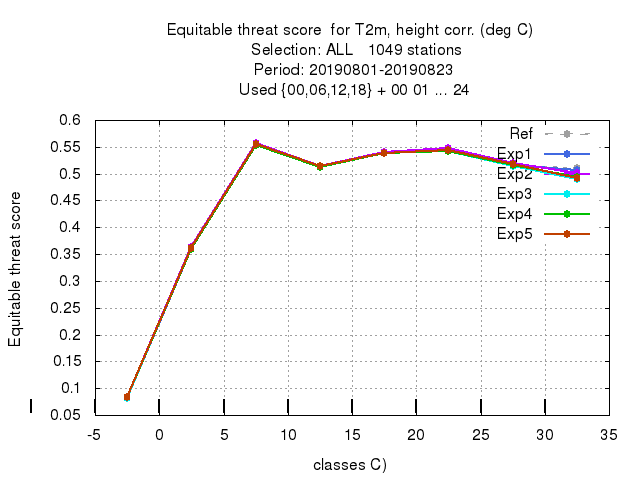 Equitable threat score  for T2m, height corr. (deg C)
Selection: ALL   1049 stations
Period: 20190801-20190823
Used {00,06,12,18} + 00 01 ... 24
Equitable threat score
0.6
0.55
0.5
0.45
0.4
0.35
0.3
0.25
0.2
0.15
0.1
0.05
Ref
Exp1
Exp2
Exp3
Exp4
Exp5
-5
0
5
10
15
20
25
30
35
classes C)